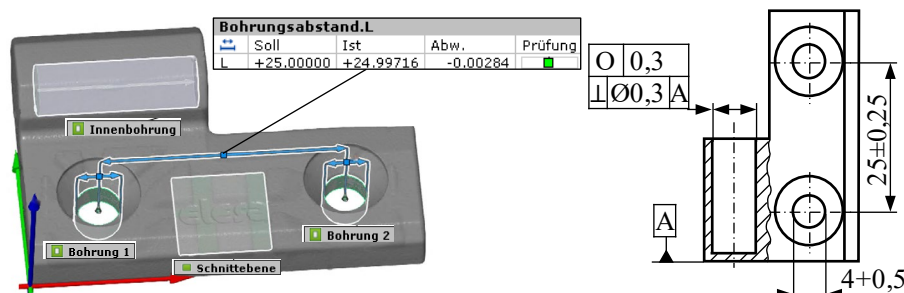 Bohrungsabstand.L
Soll Ist Abw. Prüfung
L +25.00000 +24.99716 -0.00284
Innenbohrung
elesa
Bohrung 1
Bohrung 2
Schnittebene
O 0,3
⊥ Ø0,3 A
A
25±0,25
4+0,5